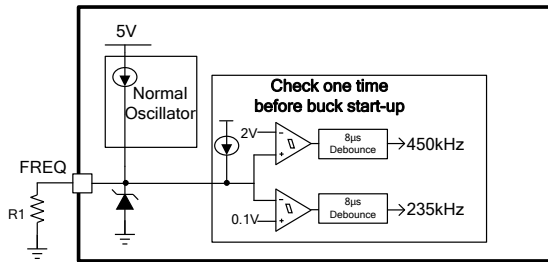 5V
Normal
Oscillator
Check one time
before buck start-up
2V
8µs
Debounce
450kHz
FREQ
R1
0.1V
8µs
Debounce
235kHz